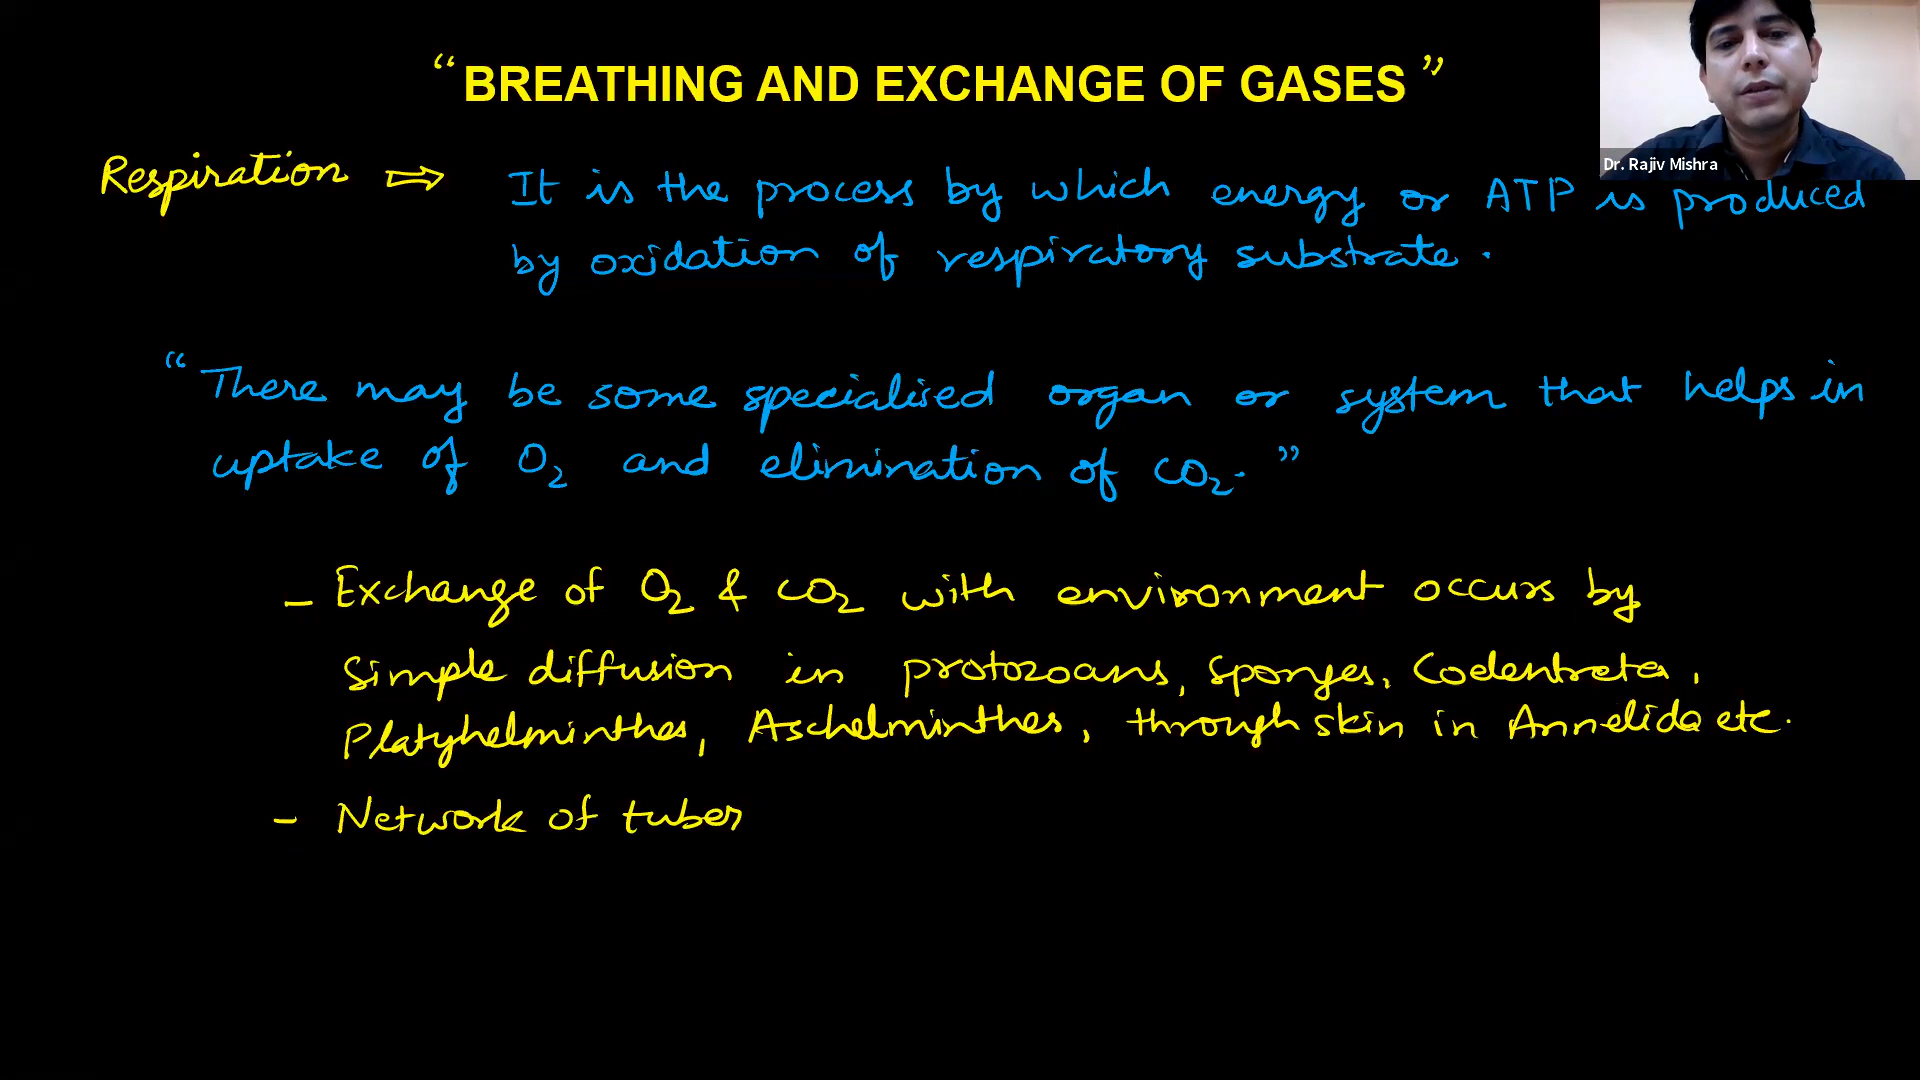 “ BREATHING AND EXCHANGE OF GASES ”
Dr. Rajiv Mishra
Respiration ⇒ It is the process by which energy or ATP is produced
by oxidation of respiratory substrate.
“ There may be some specialised organ or system that helps in
uptake of O2 and elimination of CO2. ”
- Exchange of O2 & CO2 with environment occurs by
simple diffusion in protozoans, sponges, Coelentreta,
Platyhelminthes, Aschelminthes, through skin in Annelida etc.
- Network of tubes